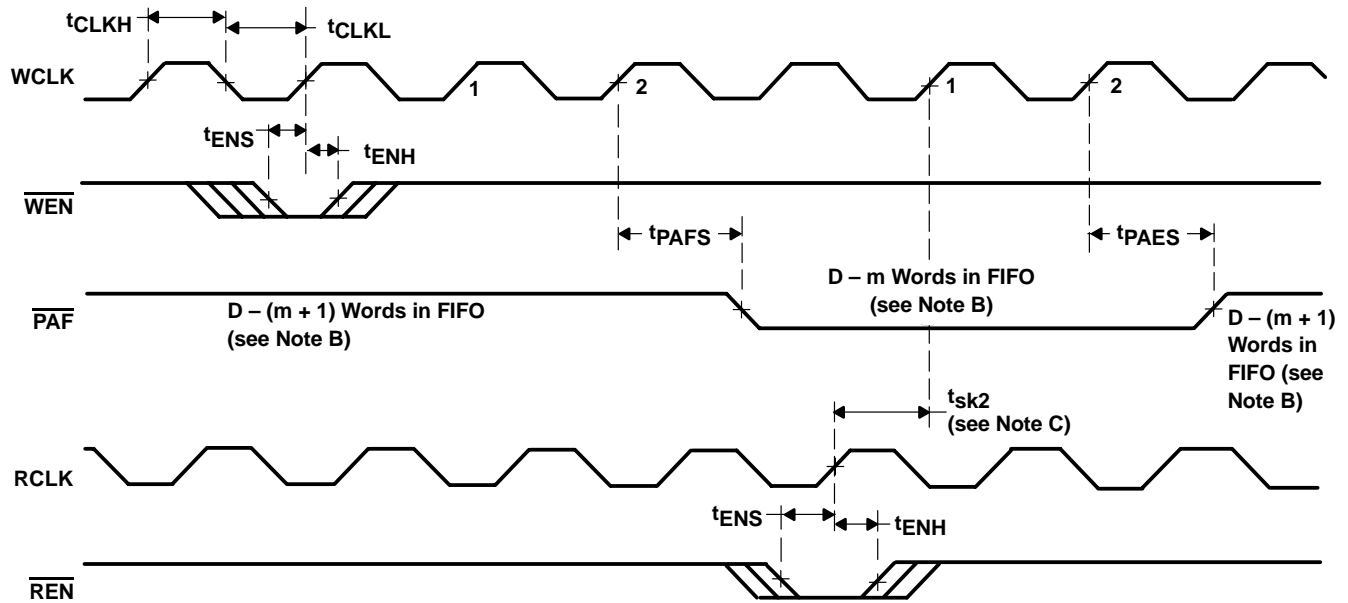 tCLKH
tCLKL
WCLK
1
2
1
2
tENS
tENH
WEN
tPAFS
tPAES
D – m Words in FIFO
(see Note B)
PAF
D – (m + 1) Words in FIFO
(see Note B)
D – (m + 1)
Words in
FIFO (see
Note B)
tsk2
(see Note C)
RCLK
tENS
tENH
REN